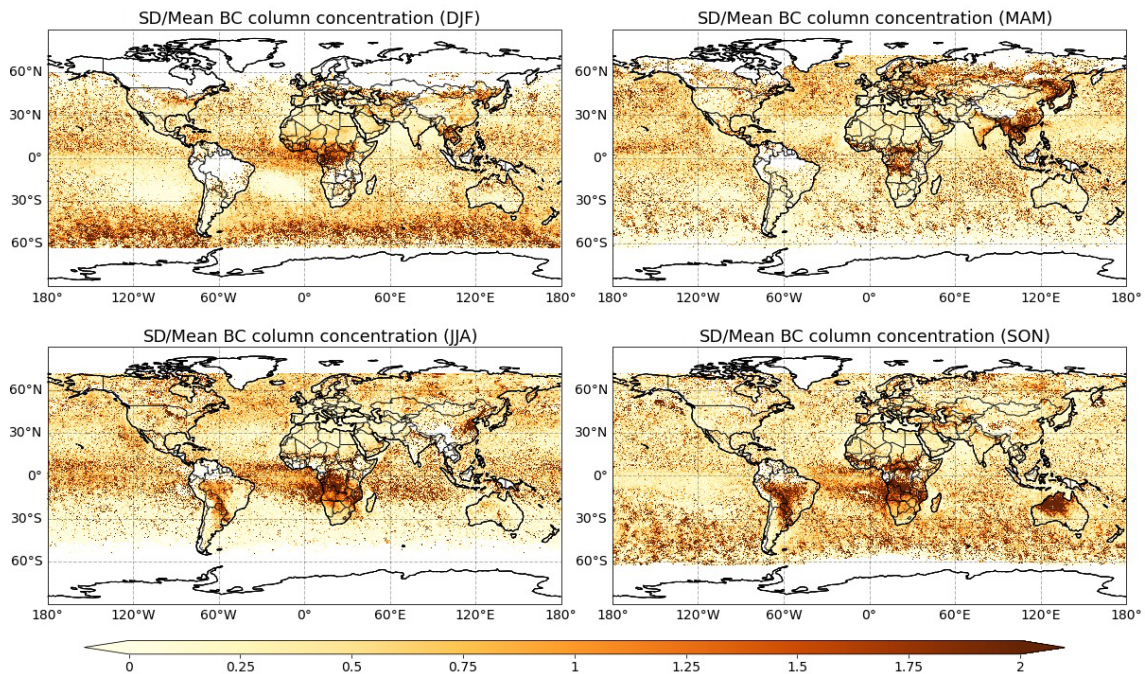 SD/Mean BC column concentration (DJF)
SD/Mean BC column concentration (MAM)
60°N
30°N
0°
30°S
60°S
180° 120°W 60°W 0° 60°E 120°E 180°
60°N
30°N
0°
30°S
60°S
180° 120°W 60°W 0° 60°E 120°E 180°
SD/Mean BC column concentration (JJA)
SD/Mean BC column concentration (SON)
60°N
30°N
0°
30°S
60°S
180° 120°W 60°W 0° 60°E 120°E 180°
60°N
30°N
0°
30°S
60°S
180° 120°W 60°W 0° 60°E 120°E 180°
0 0.25 0.5 0.75 1 1.25 1.5 1.75 2